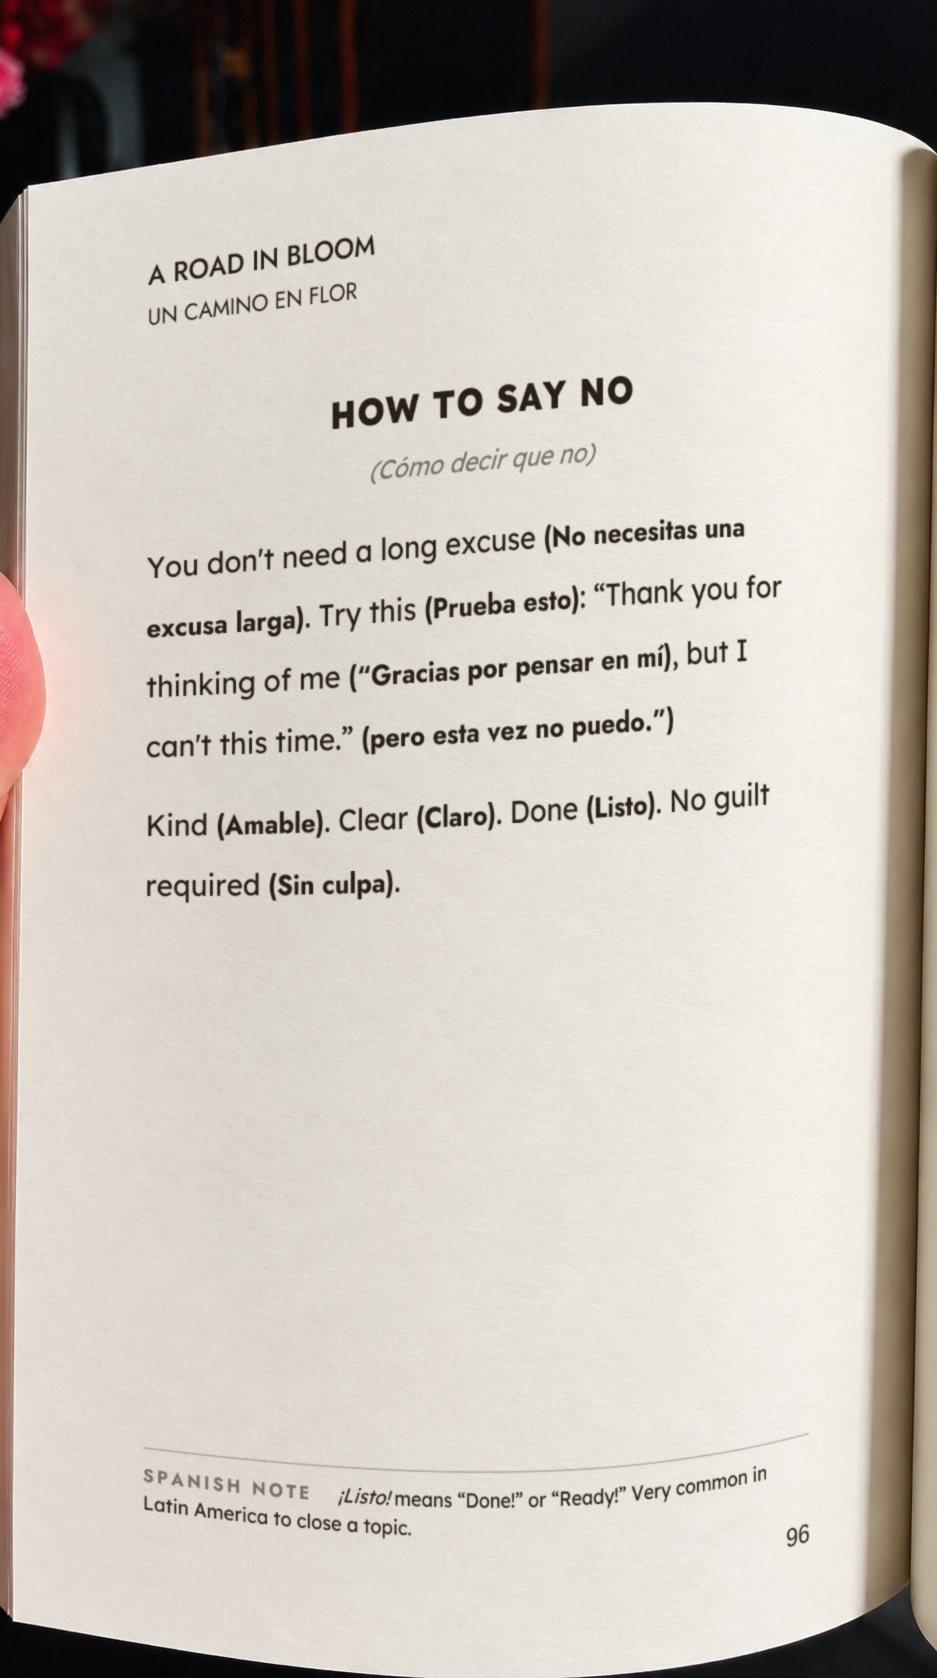 A ROAD IN BLOOM
UN CAMINO EN FLOR
HOW TO SAY NO
(Cómo decir que no)
You don't need a long excuse (No necesitas una
excusa larga). Try this (Prueba esto): “Thank you for
thinking of me (“Gracias por pensar en mí), but I
can't this time.” (pero esta vez no puedo.”)
Kind (Amable). Clear (Claro). Done (Listo). No guilt
required (Sin culpa).
SPANISH NOTE ¡Listo! means “Done!” or “Ready!” Very common in
Latin America to close a topic.
96